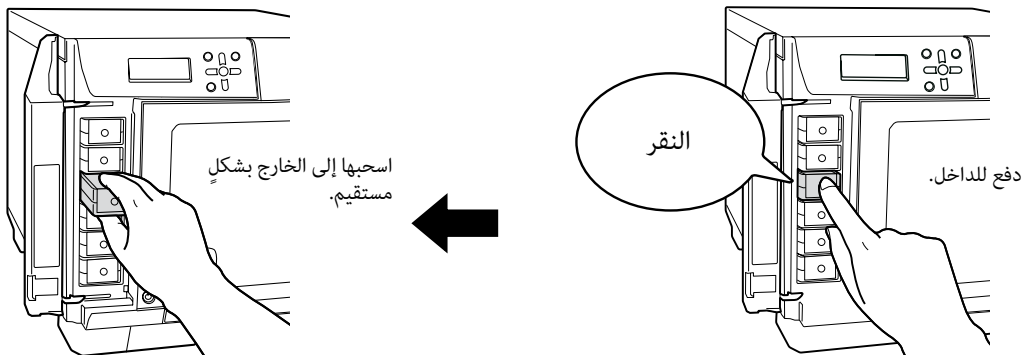 دفع للداخل.
النقر
اسحبها إلى الخارج بشكلٍ
مستقيم.